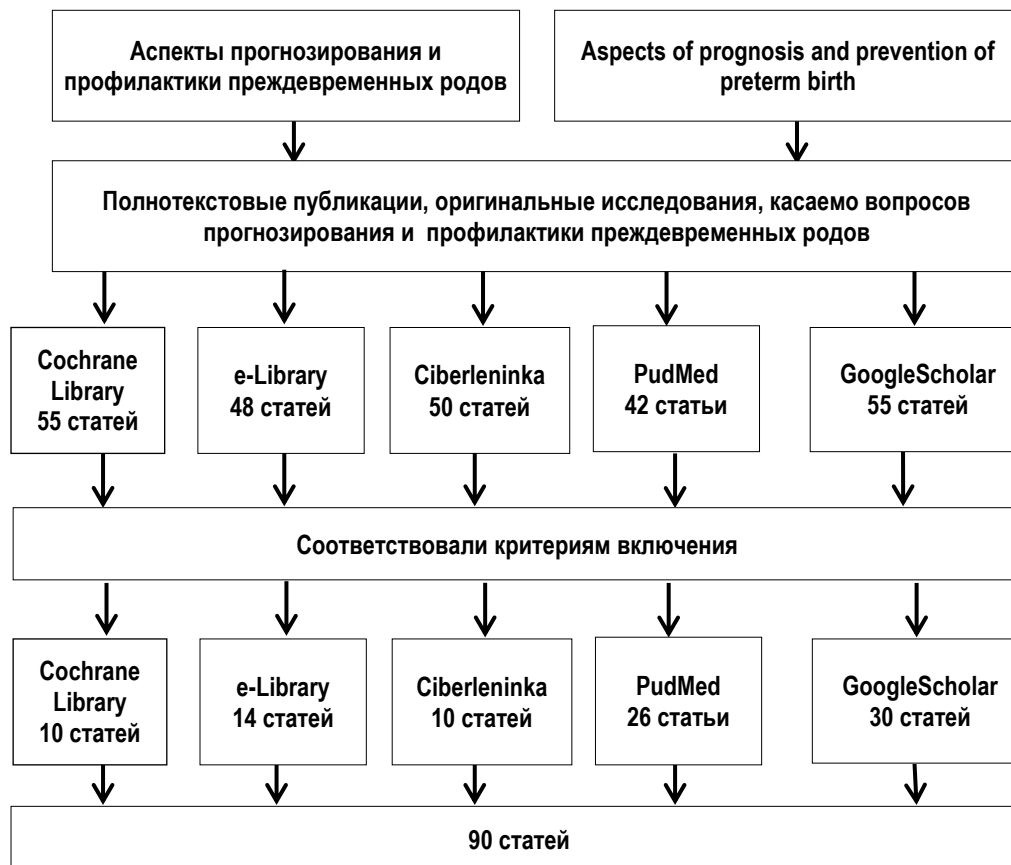 Аспекты прогнозирования и
профилактики преждевременных родов
Aspects of prognosis and prevention of
preterm birth
Полнотекстовые публикации, оригинальные исследования, касаемо вопросов
прогнозирования и профилактики преждевременных родов
Cochrane
Library
55 статей
e-Library
48 статей
Ciberleninka
50 статей
PudMed
42 статьи
GoogleScholar
55 статей
Соответствовали критериям включения
Cochrane
Library
10 статей
e-Library
14 статей
Ciberleninka
10 статей
PudMed
26 статьи
GoogleScholar
30 статей
90 статей